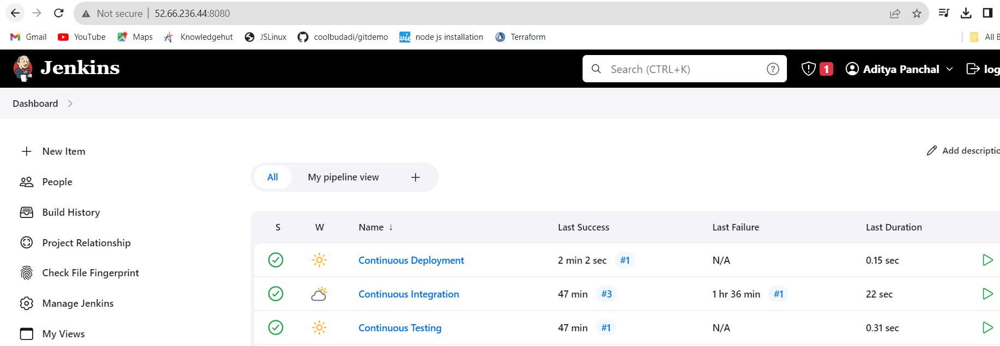 Not secure 52.66.236.44:8080
Gmail YouTube Maps Knowledgehut JSLinux coolbudadi/gitdemo node js installation Terraform All B
Jenkins Search (CTRL+K) 1 Aditya Panchal log
Dashboard
New Item
Add descriptio
People
All My pipeline view +
Build History
Project Relationship
Check File Fingerprint
Manage Jenkins
My Views
S W Name ↓ Last Success Last Failure Last Duration
Continuous Deployment 2 min 2 sec #1 N/A 0.15 sec
Continuous Integration 47 min #3 1 hr 36 min #1 22 sec
Continuous Testing 47 min #1 N/A 0.31 sec